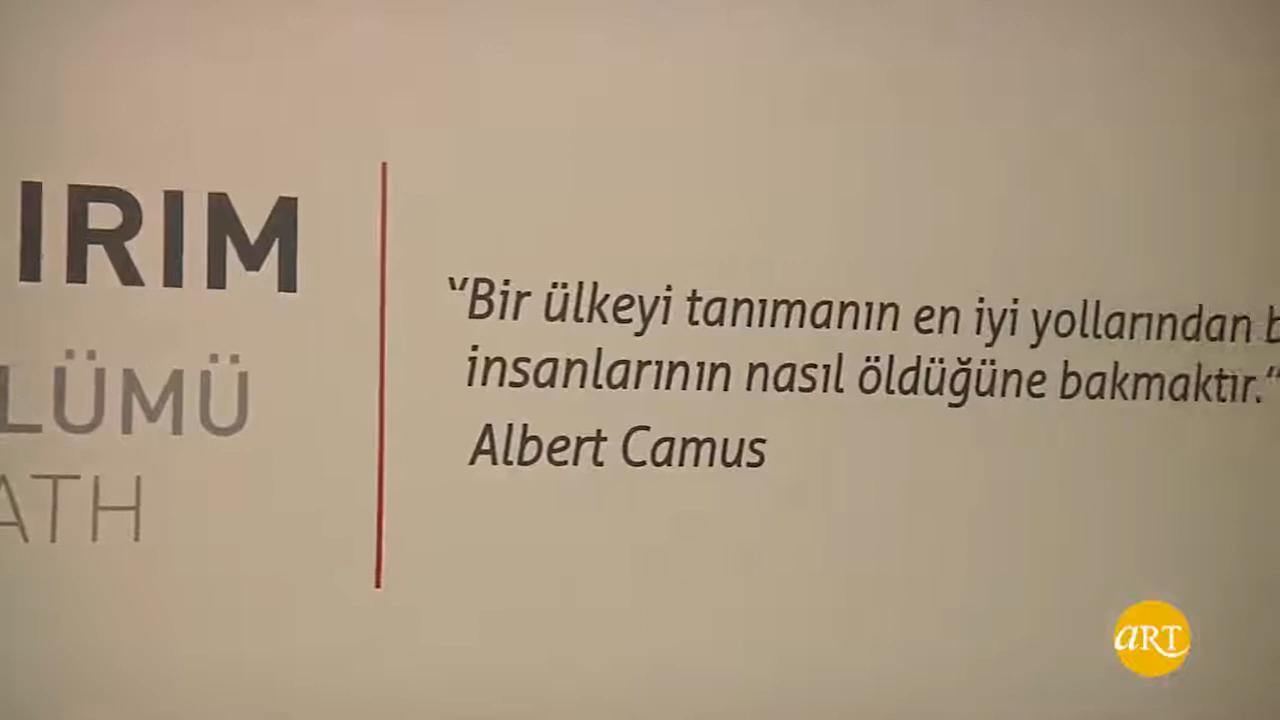 IRIM
LÜMÜ
ATH
"Bir ülkeyi tanımanın en iyi yollarından b
insanlarının nasıl öldüğüne bakmaktır."
Albert Camus
aRT